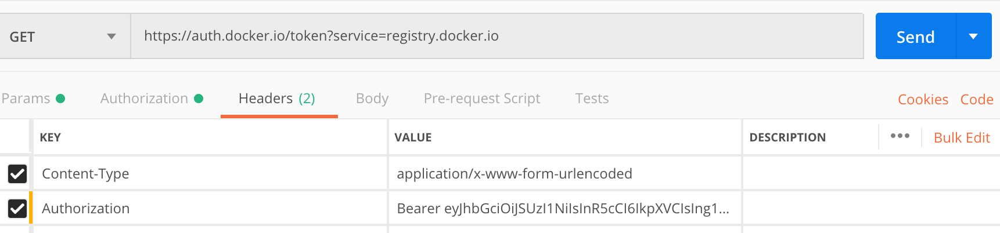 GET https://auth.docker.io/token?service=registry.docker.io Send
Params Authorization Headers (2) Body Pre-request Script Tests Cookies Code
KEY VALUE DESCRIPTION ••• Bulk Edit
Content-Type application/x-www-form-urlencoded
Authorization Bearer eyJhbGciOiJSUzI1NiIsInR5cCI6IkpXVCIsIng1...